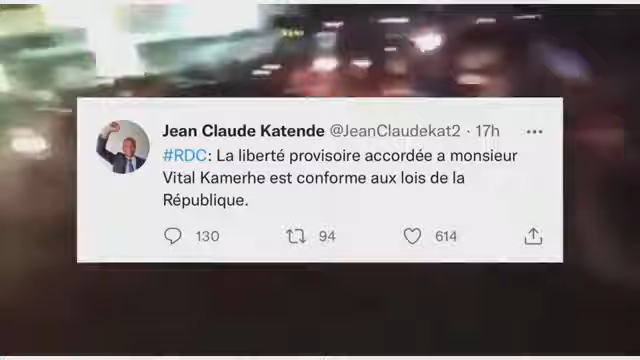 Jean Claude Katende @JeanClaudekat2 · 17h
#RDC: La liberté provisoire accordée a monsieur
Vital Kamerhe est conforme aux lois de la
République.
130 94 614